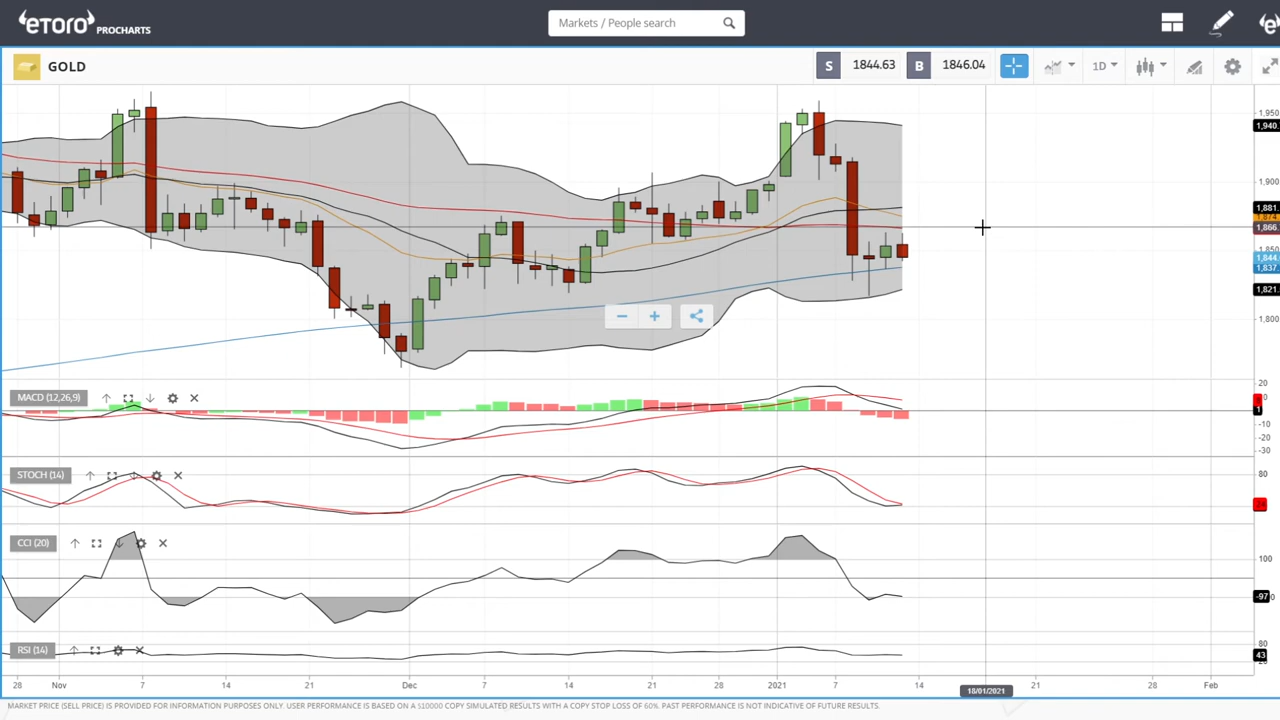 eToro PROCHARTS
Markets / People search
GOLD
S 1844.63 B 1846.04
1D
1,950
1,940.
1,900
1,881.
1,874
1,866.
1,850
1,844.
1,837.
1,821.
1,800
MACD (12,26,9)
20
-10
-20
-30
STOCH (14)
80
CCI (20)
100
-97
RSI (14)
80
43
20
28 Nov 7 14 21 Dec 7 14 21 28 2021 7 14 18/01/2021 21 28 Feb
MARKET PRICE (SELL PRICE) IS PROVIDED FOR INFORMATION PURPOSES ONLY. USER PERFORMANCE IS BASED ON A $10000 COPY SIMULATED RESULTS WITH A COPY STOP LOSS OF 60%. PAST PERFORMANCE IS NOT INDICATIVE OF FUTURE RESULTS.